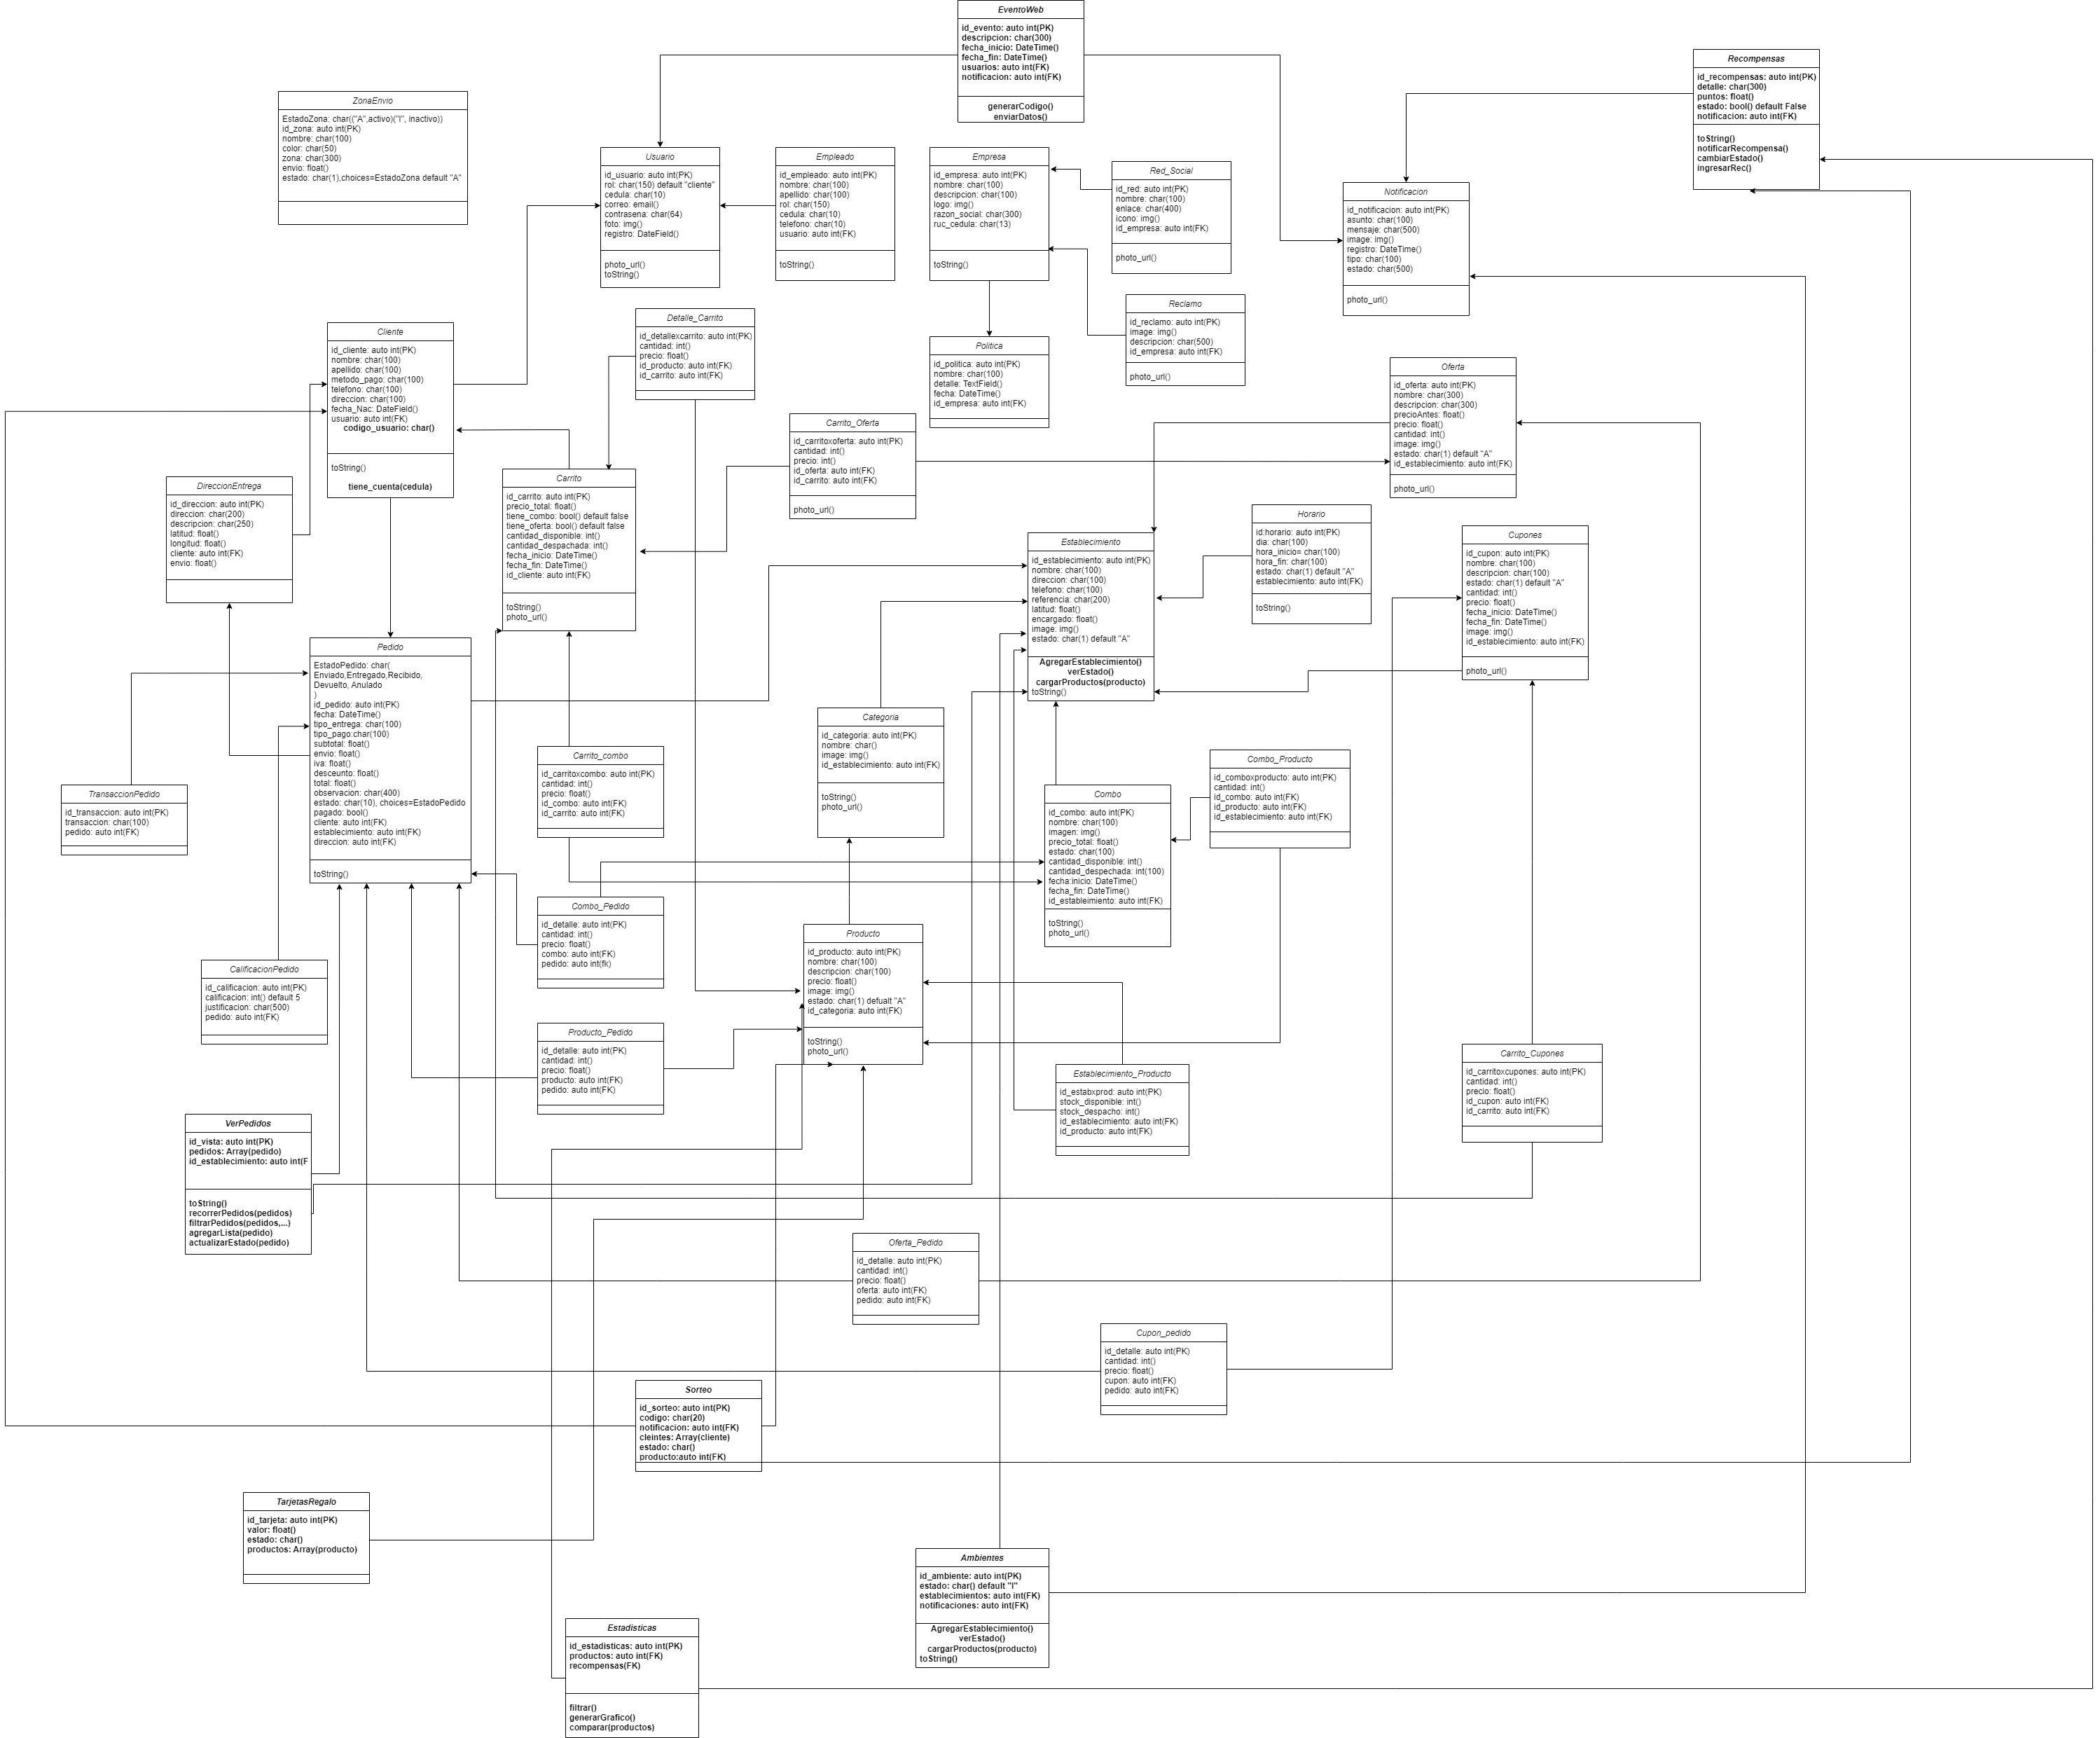 EventoWeb
id_evento: auto int(PK)
descripcion: char(300)
fecha_inicio: DateTime()
fecha_fin: DateTime()
usuarios: auto int(FK)
notificacion: auto int(FK)
generarCodigo()
enviarDatos()
Recompensas
id_recompensas: auto int(PK)
detalle: char(300)
puntos: float()
estado: bool() default False
notificacion: auto int(FK)
toString()
notificarRecompensa()
cambiarEstado()
ingresarRec()
ZonaEnvio
EstadoZona: char(("A",activo)("I", inactivo))
id_zona: auto int(PK)
nombre: char(100)
color: char(50)
zona: char(300)
envio: float()
estado: char(1),choices=EstadoZona default "A"
Usuario
id_usuario: auto int(PK)
rol: char(150) default "cliente"
cedula: char(10)
correo: email()
contrasena: char(64)
foto: img()
registro: DateField()
photo_url()
toString()
Empleado
id_empleado: auto int(PK)
nombre: char(100)
apellido: char(100)
rol: char(150)
cedula: char(10)
telefono: char(10)
usuario: auto int(FK)
toString()
Empresa
id_empresa: auto int(PK)
nombre: char(100)
descripcion: char(100)
logo: img()
razon_social: char(300)
ruc_cedula: char(13)
toString()
Red_Social
id_red: auto int(PK)
nombre: char(100)
enlace: char(400)
icono: img()
id_empresa: auto int(FK)
photo_url()
Notificacion
id_notificacion: auto int(PK)
asunto: char(100)
mensaje: char(500)
image: img()
registro: DateTime()
tipo: char(100)
estado: char(500)
photo_url()
Reclamo
id_reclamo: auto int(PK)
image: img()
descripcion: char(500)
id_empresa: auto int(FK)
photo_url()
Detalle_Carrito
id_detallexcarrito: auto int(PK)
cantidad: int()
precio: float()
id_producto: auto int(FK)
id_carrito: auto int(FK)
Cliente
id_cliente: auto int(PK)
nombre: char(100)
apellido: char(100)
metodo_pago: char(100)
telefono: char(100)
direccion: char(100)
fecha_Nac: DateField()
usuario: auto int(FK)
codigo_usuario: char()
toString()
tiene_cuenta(cedula)
Politica
id_politica: auto int(PK)
nombre: char(100)
detalle: TextField()
fecha: DateTime()
id_empresa: auto int(FK)
Oferta
id_oferta: auto int(PK)
nombre: char(300)
descripcion: char(300)
precioAntes: float()
precio: float()
cantidad: int()
image: img()
estado: char(1) default "A"
id_establecimiento: auto int(FK)
photo_url()
Carrito_Oferta
id_carritoxoferta: auto int(PK)
cantidad: int()
precio: int()
id_oferta: auto int(FK)
id_carrito: auto int(FK)
photo_url()
Carrito
id_carrito: auto int(PK)
precio_total: float()
tiene_combo: bool() default false
tiene_oferta: bool() default false
cantidad_disponible: int()
cantidad_despachada: int()
fecha_inicio: DateTime()
fecha_fin: DateTime()
id_cliente: auto int(FK)
toString()
photo_url()
DireccionEntrega
id_direccion: auto int(PK)
direccion: char(200)
descripcion: char(250)
latitud: float()
longitud: float()
cliente: auto int(FK)
envio: float()
Horario
id:horario: auto int(PK)
dia: char(100)
hora_inicio= char(100)
hora_fin: char(100)
estado: char(1) default "A"
establecimiento: auto int(FK)
toString()
Cupones
id_cupon: auto int(PK)
nombre: char(100)
descripcion: char(100)
estado: char(1) default "A"
cantidad: int()
precio: float()
fecha_inicio: DateTime()
fecha_fin: DateTime()
image: img()
id_establecimiento: auto int(FK)
photo_url()
Establecimiento
id_establecimiento: auto int(PK)
nombre: char(100)
direccion: char(100)
telefono: char(100)
referencia: char(200)
latitud: float()
encargado: float()
image: img()
estado: char(1) default "A"
AgregarEstablecimiento()
verEstado()
cargarProductos(producto)
toString()
Pedido
EstadoPedido: char(
Enviado,Entregado,Recibido,
Devuelto, Anulado
)
id_pedido: auto int(PK)
fecha: DateTime()
tipo_entrega: char(100)
tipo_pago:char(100)
subtotal: float()
envio: float()
iva: float()
desceunto: float()
total: float()
observacion: char(400)
estado: char(10), choices=EstadoPedido
pagado: bool()
cliente: auto int(FK)
establecimiento: auto int(FK)
direccion: auto int(FK)
toString()
Categoria
id_categoria: auto int(PK)
nombre: char()
image: img()
id_establecimiento: auto int(FK)
toString()
photo_url()
Carrito_combo
id_carritoxcombo: auto int(PK)
cantidad: int()
precio: float()
id_combo: auto int(FK)
id_carrito: auto int(FK)
Combo_Producto
id_comboxproducto: auto int(PK)
cantidad: int()
id_combo: auto int(FK)
id_producto: auto int(FK)
id_establecimiento: auto int(FK)
TransaccionPedido
id_transaccion: auto int(PK)
transaccion: char(100)
pedido: auto int(FK)
Combo
id_combo: auto int(PK)
nombre: char(100)
imagen: img()
precio_total: float()
estado: char(100)
cantidad_disponible: int()
cantidad_despechada: int(100)
fecha:inicio: DateTime()
fecha_fin: DateTime()
id_estableimiento: auto int(FK)
toString()
photo_url()
Combo_Pedido
id_detalle: auto int(PK)
cantidad: int()
precio: float()
combo: auto int(FK)
pedido: auto int(fk)
Producto
id_producto: auto int(PK)
nombre: char(100)
descripcion: char(100)
precio: float()
image: img()
estado: char(1) defualt "A"
id_categoria: auto int(FK)
toString()
photo_url()
CalificacionPedido
id_calificacion: auto int(PK)
calificacion: int() default 5
justificacion: char(500)
pedido: auto int(FK)
Producto_Pedido
id_detalle: auto int(PK)
cantidad: int()
precio: float()
producto: auto int(FK)
pedido: auto int(FK)
Establecimiento_Producto
id_estabxprod: auto int(PK)
stock_disponible: int()
stock_despacho: int()
id_establecimiento: auto int(FK)
id_producto: auto int(FK)
Carrito_Cupones
id_carritoxcupones: auto int(PK)
cantidad: int()
precio: float()
id_cupon: auto int(FK)
id_carrito: auto int(FK)
VerPedidos
id_vista: auto int(PK)
pedidos: Array(pedido)
id_establecimiento: auto int(F
toString()
recorrerPedidos(pedidos)
filtrarPedidos(pedidos,...)
agregarLista(pedido)
actualizarEstado(pedido)
Oferta_Pedido
id_detalle: auto int(PK)
cantidad: int()
precio: float()
oferta: auto int(FK)
pedido: auto int(FK)
Cupon_pedido
id_detalle: auto int(PK)
cantidad: int()
precio: float()
cupon: auto int(FK)
pedido: auto int(FK)
Sorteo
id_sorteo: auto int(PK)
codigo: char(20)
notificacion: auto int(FK)
cleintes: Array(cliente)
estado: char()
producto:auto int(FK)
TarjetasRegalo
id_tarjeta: auto int(PK)
valor: float()
estado: char()
productos: Array(producto)
Ambientes
id_ambiente: auto int(PK)
estado: char() default "I"
establecimientos: auto int(FK)
notificaciones: auto int(FK)
AgregarEstablecimiento()
verEstado()
cargarProductos(producto)
toString()
Estadisticas
id_estadisticas: auto int(PK)
productos: auto int(FK)
recompensas(FK)
filtrar()
generarGrafico()
comparar(productos)